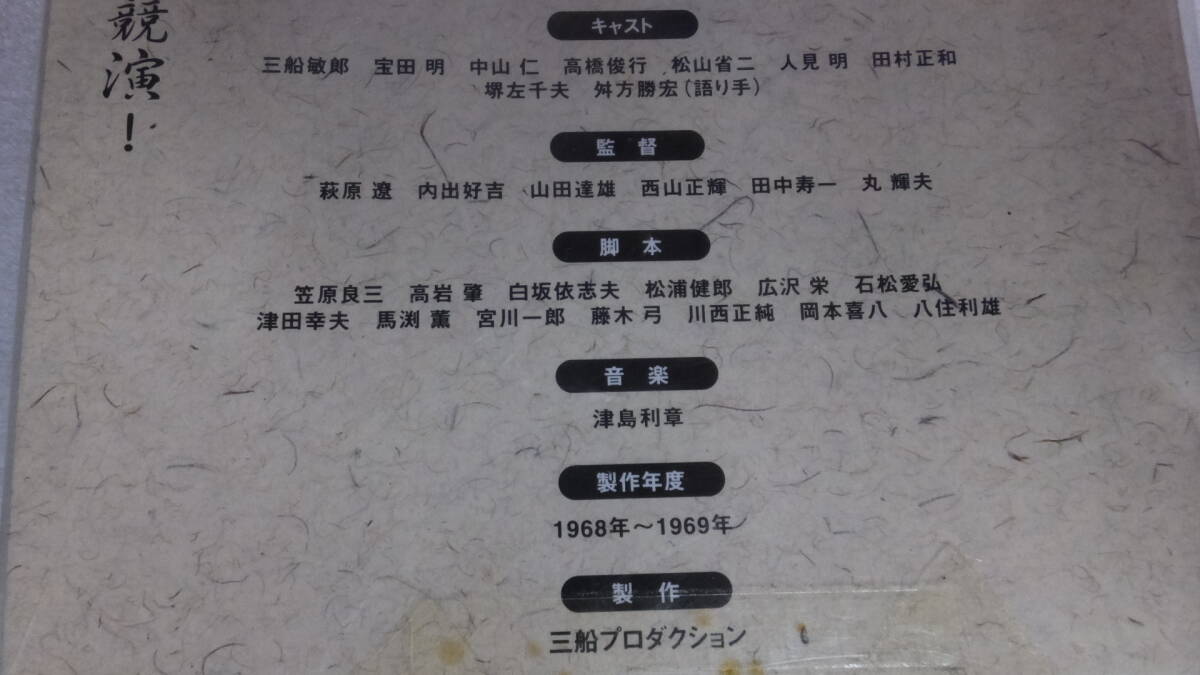 競演！
キャスト
三船敏郎　宝田 明　中山 仁　高橋俊行　松山省二　人見 明　田村正和
堺左千夫　舛方勝宏（語り手）
監　督
萩原 遼　内出好吉　山田達雄　西山正輝　田中寿一　丸 輝夫
脚　本
笠原良三　高岩 肇　白坂依志夫　松浦健郎　広沢 栄　石松愛弘
津田幸夫　馬渕 薫　宮川一郎　藤木 弓　川西正純　岡本喜八　八住利雄
音　楽
津島利章
製作年度
1968年～1969年
製　作
三船プロダクション